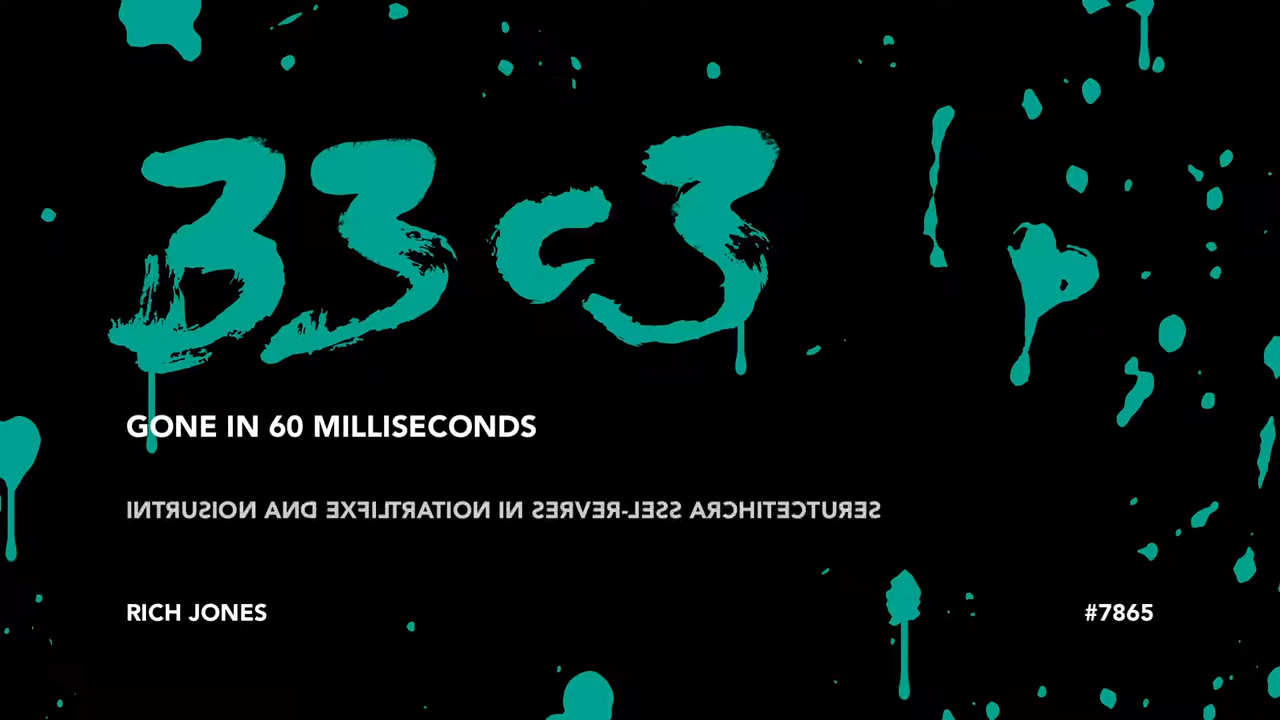 33c3
GONE IN 60 MILLISECONDS
INTRUSION AND EXFILTRATION IN SERVER-LESS ARCHITECTURES
RICH JONES
#7865